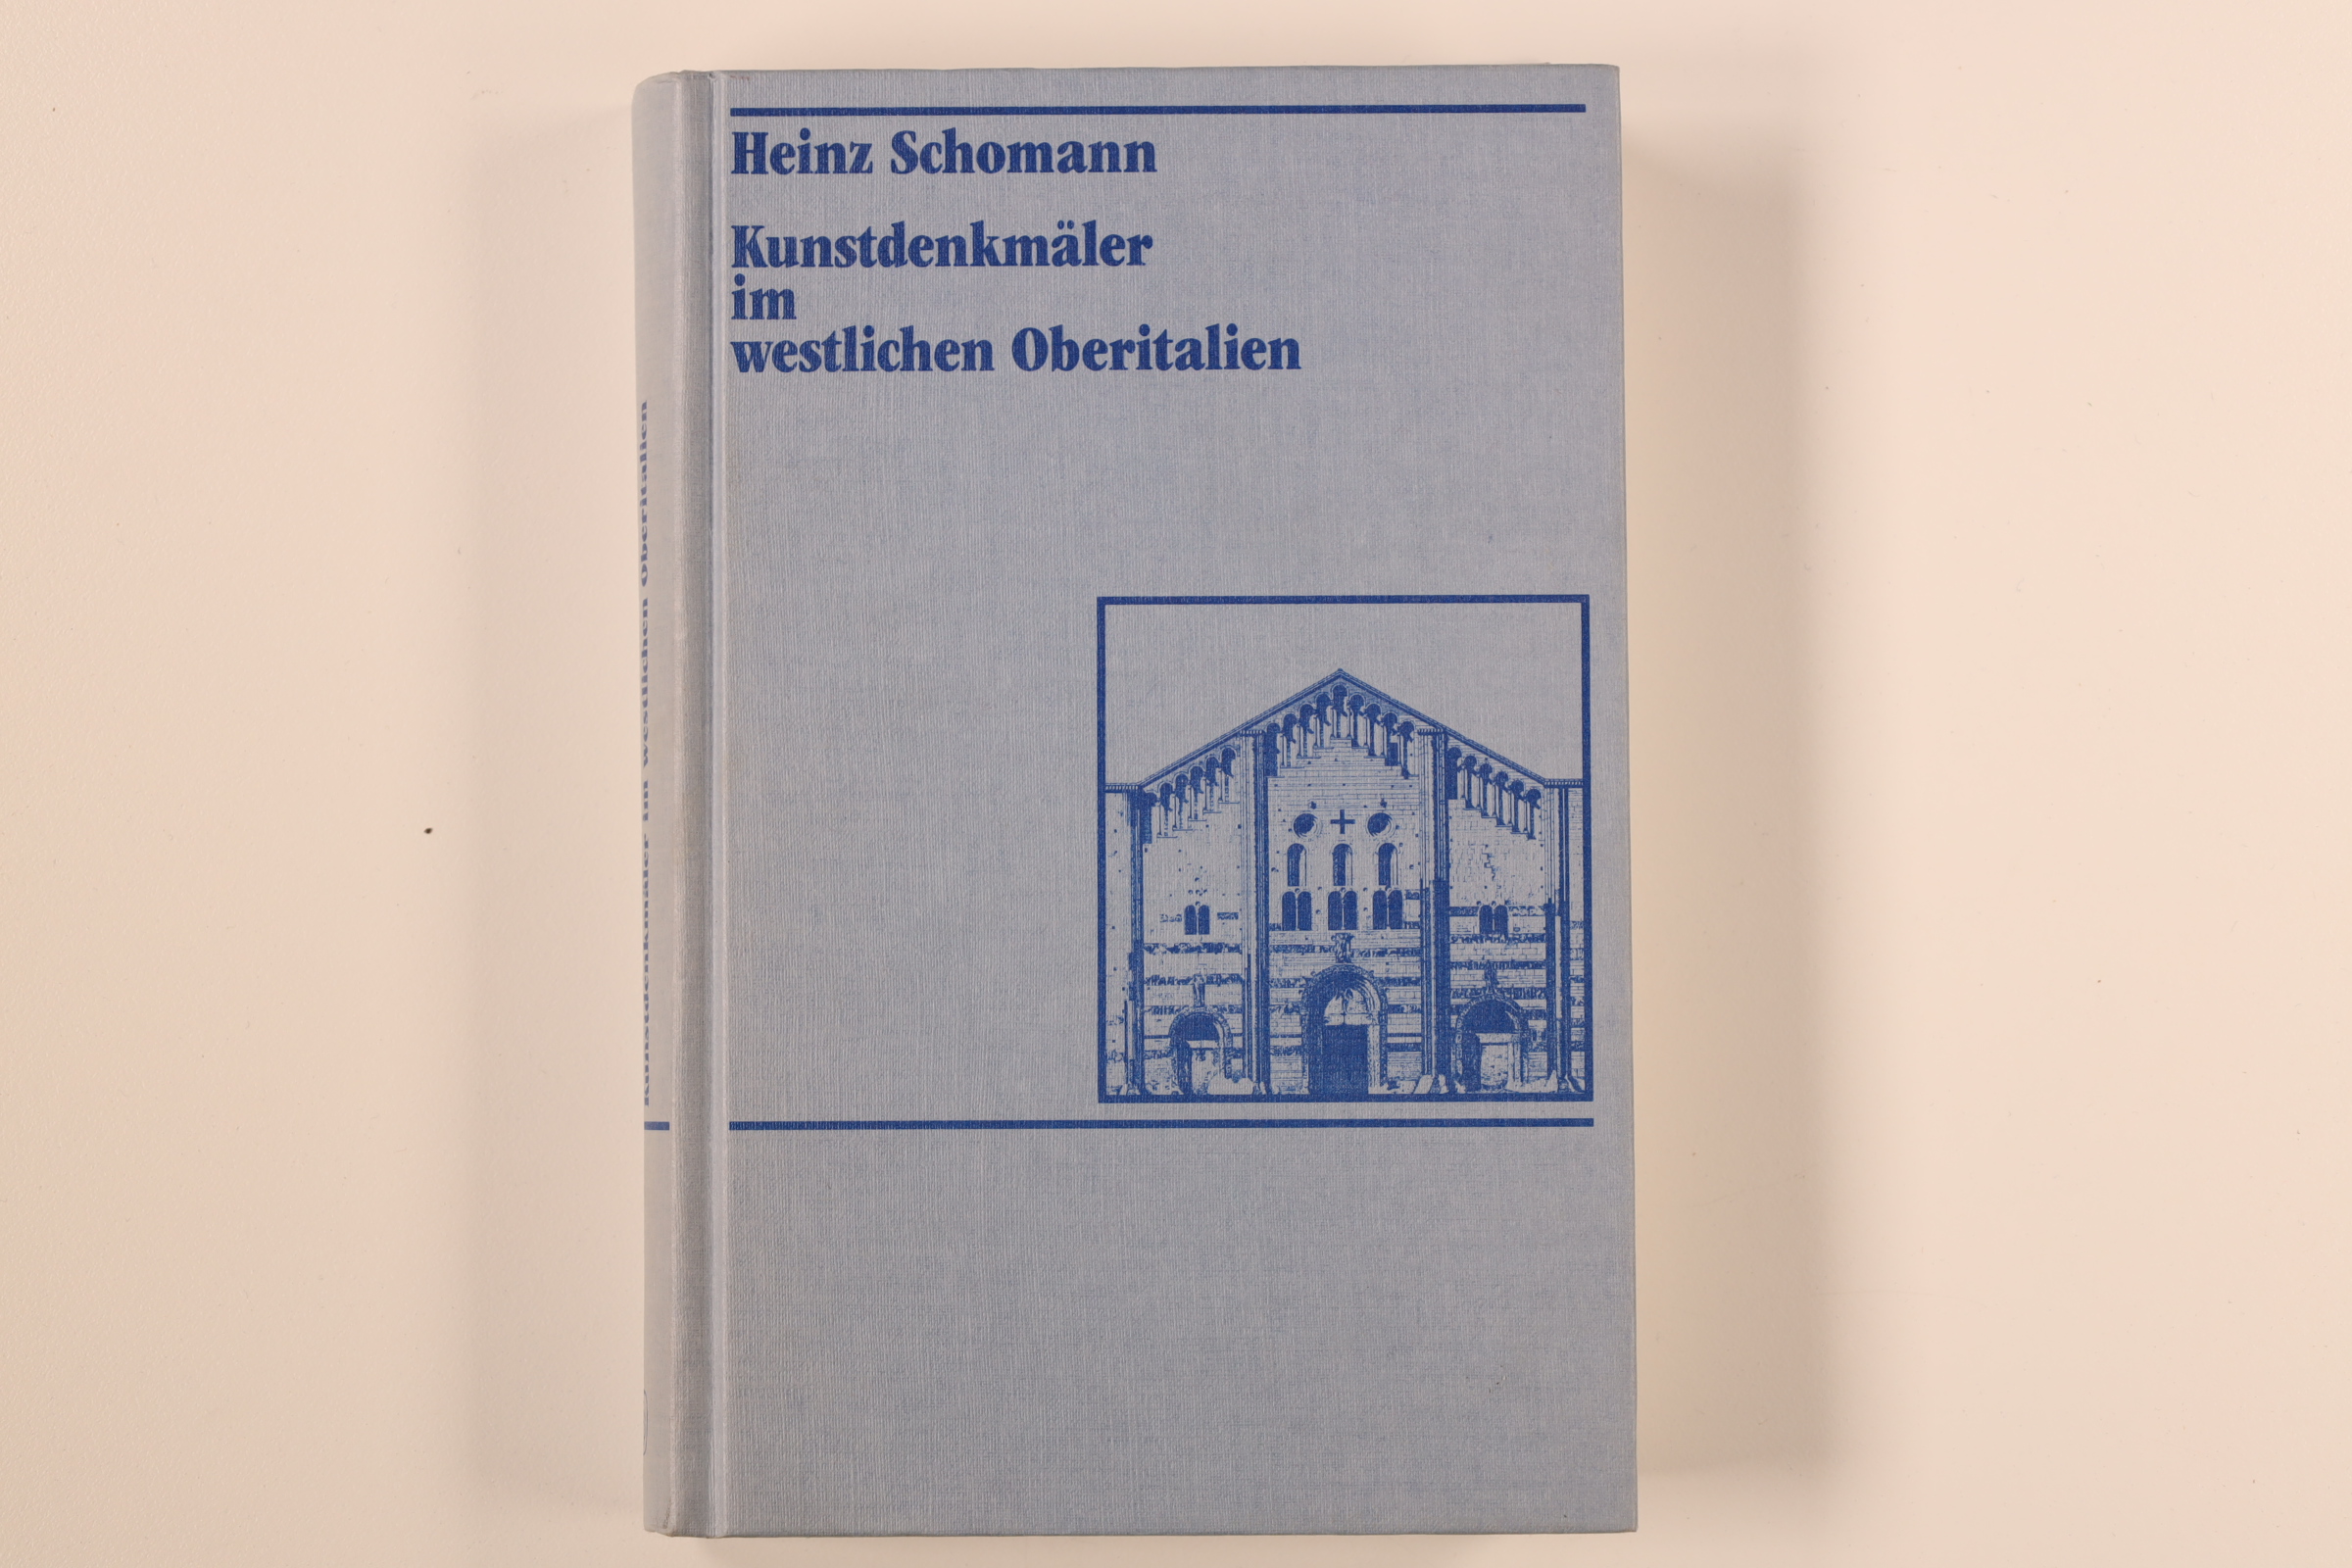 Heinz Schomann
Kunstdenkmäler
im
westlichen Oberitalien
Kunstdenkmäler im westlichen Oberitalien